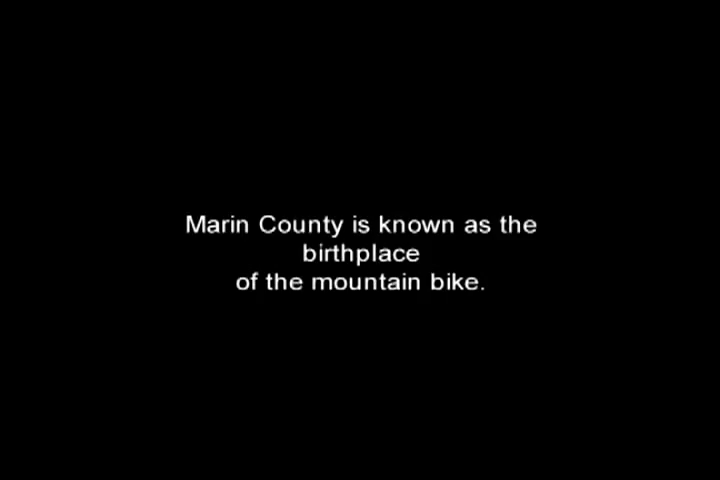 Marin County is known as the
birthplace
of the mountain bike.